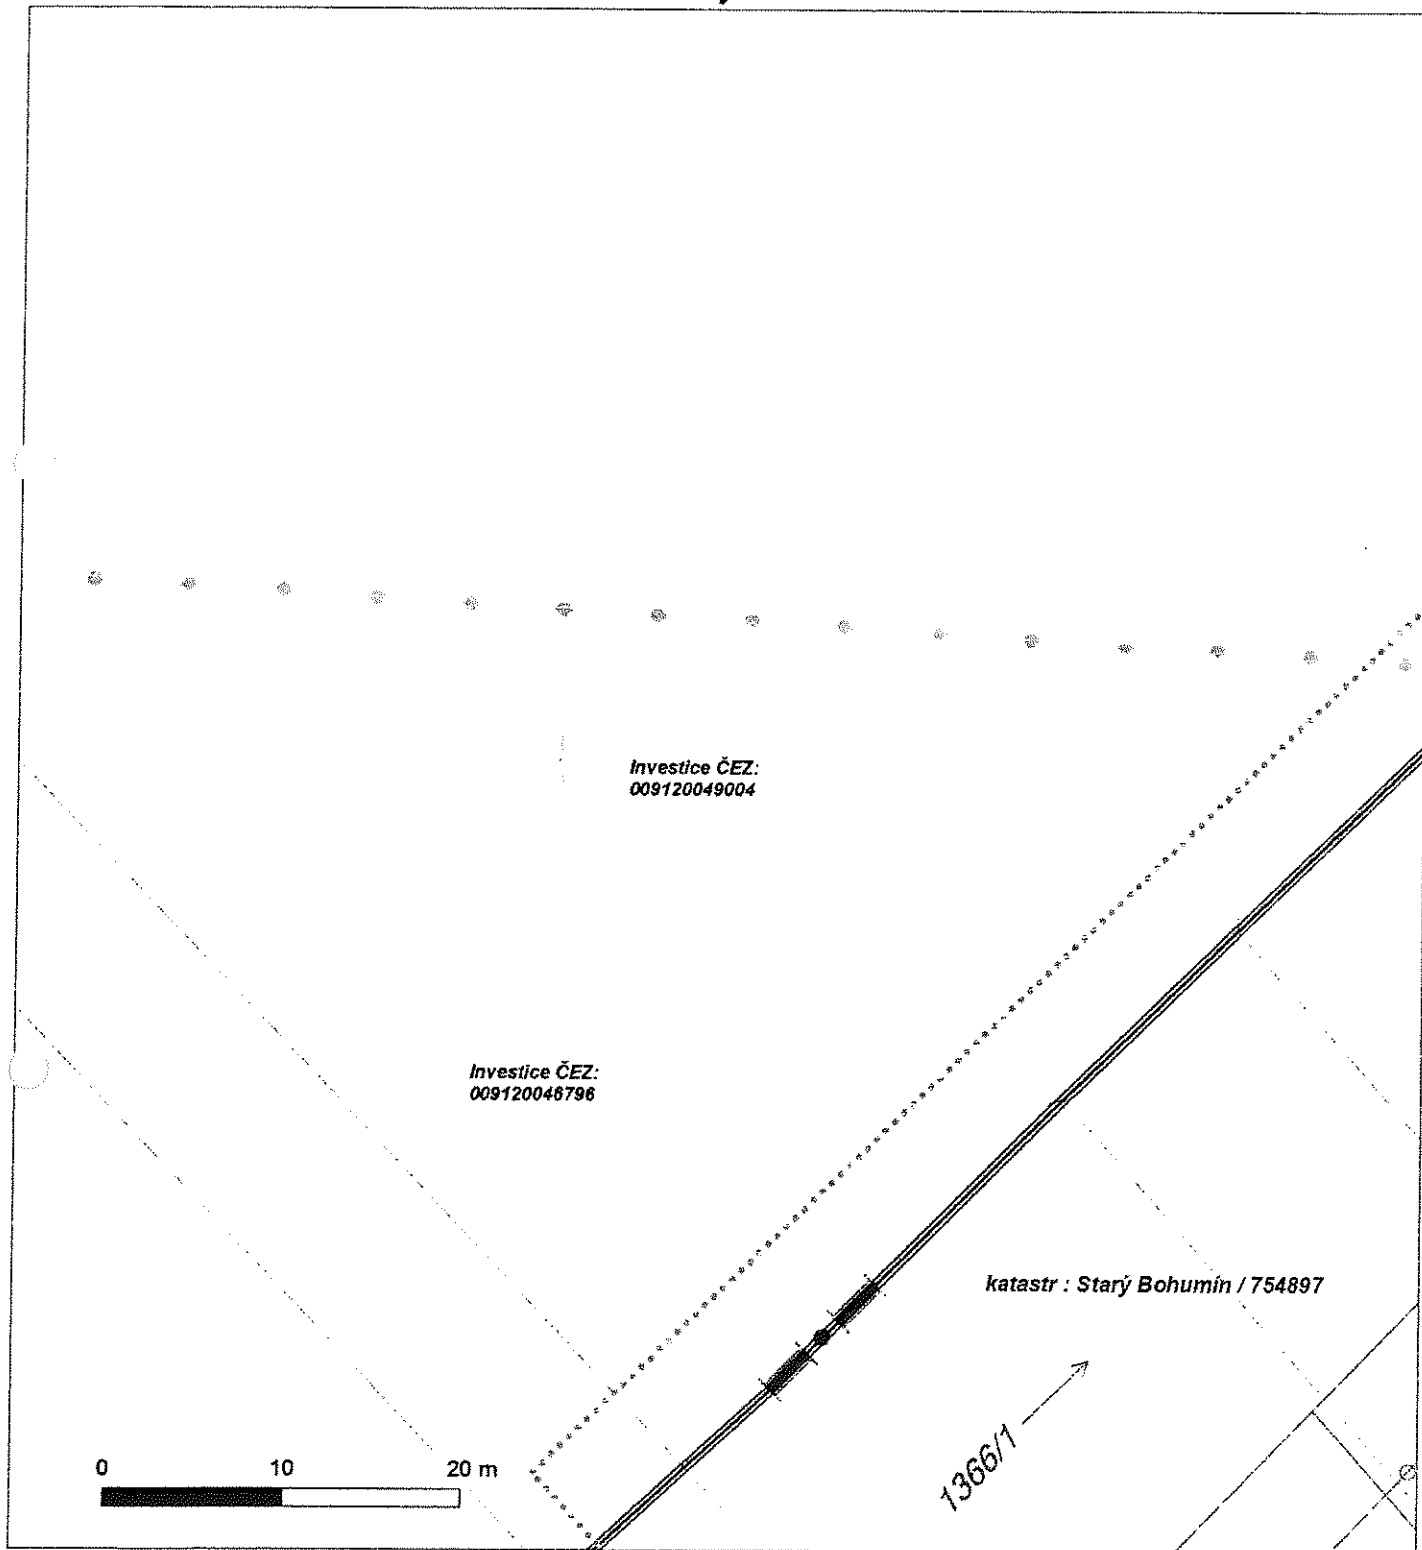 Investice ČEZ:
009120049004
Investice ČEZ:
009120046796
katastr : Starý Bohumín / 754897
1366/1
0 10 20 m